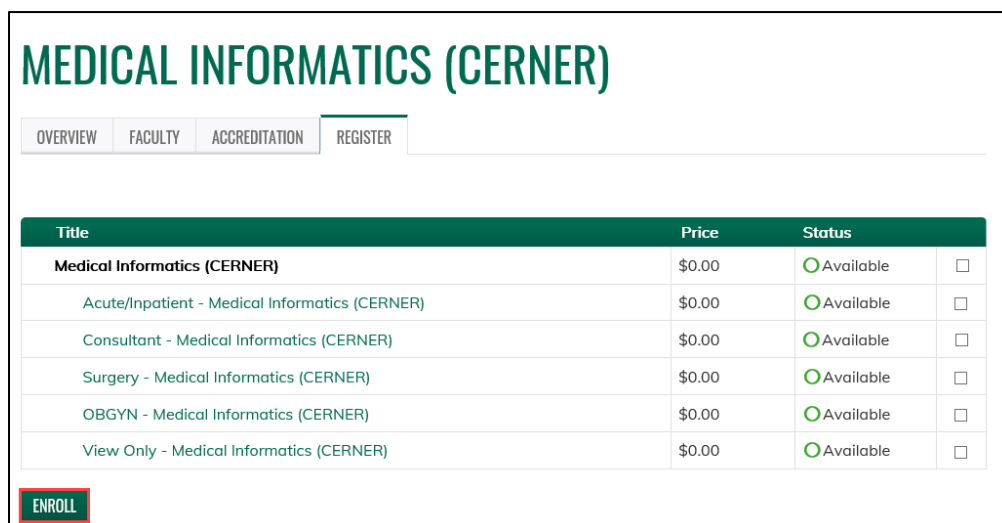 MEDICAL INFORMATICS (CERNER)
OVERVIEW FACULTY ACCREDITATION REGISTER
Title Price Status
Medical Informatics (CERNER) $0.00 Available
Acute/Inpatient - Medical Informatics (CERNER) $0.00 Available
Consultant - Medical Informatics (CERNER) $0.00 Available
Surgery - Medical Informatics (CERNER) $0.00 Available
OBGYN - Medical Informatics (CERNER) $0.00 Available
View Only - Medical Informatics (CERNER) $0.00 Available
ENROLL